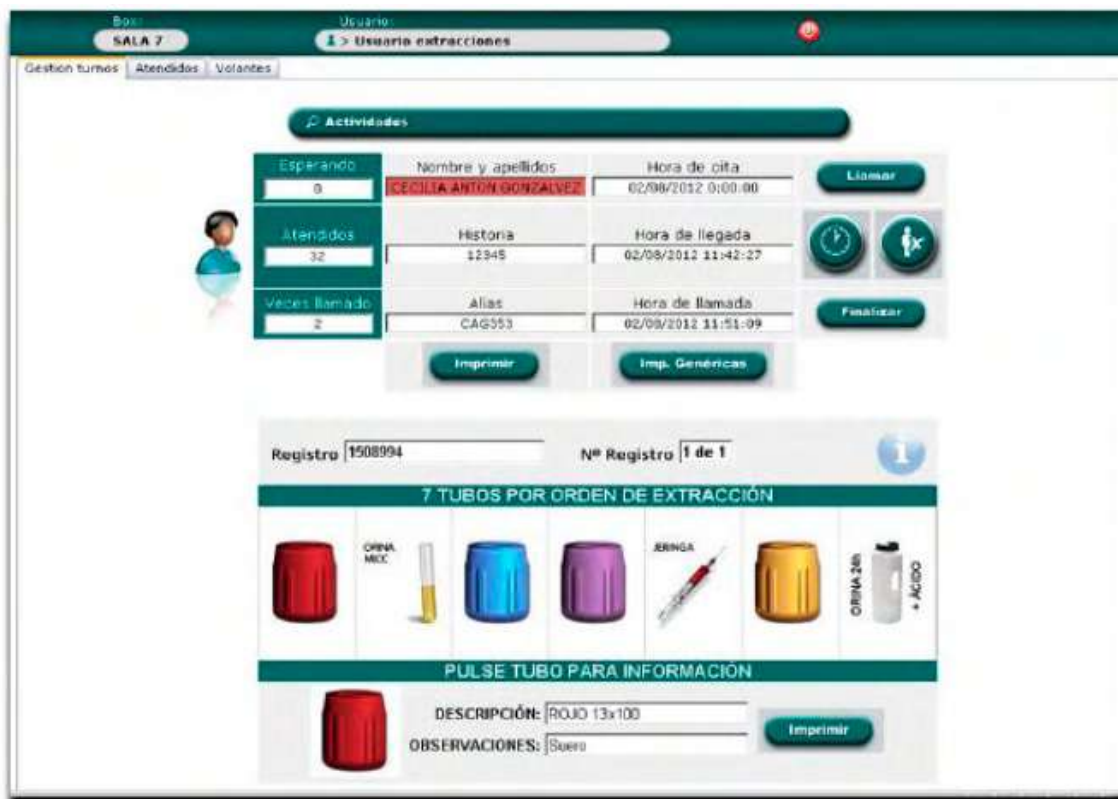 Box:
Usuario:
SALA 7
> Usuario extracciones
Gestion turnos
Atendidos
Volantes
Actividades
Esperando
Nombre y apellidos
Hora de cita
0
CECILIA ANTON GONZALVEZ
02/08/2012 0:00:00
Llamar
Atendidos
Historia
Hora de llegada
32
12345
02/08/2012 11:42:27
Veces llamado
Alias
Hora de llamada
2
CAG353
02/08/2012 11:51:09
Finalizar
Imprimir
Imp. Genéricas
Registro
1508994
Nº Registro
1 de 1
i
7 TUBOS POR ORDEN DE EXTRACCIÓN
ORINA
MICC
JERINGA
ORINA 24h
+ ÁCIDO
PULSE TUBO PARA INFORMACIÓN
DESCRIPCIÓN:
ROJO 13x100
OBSERVACIONES:
Suero
Imprimir